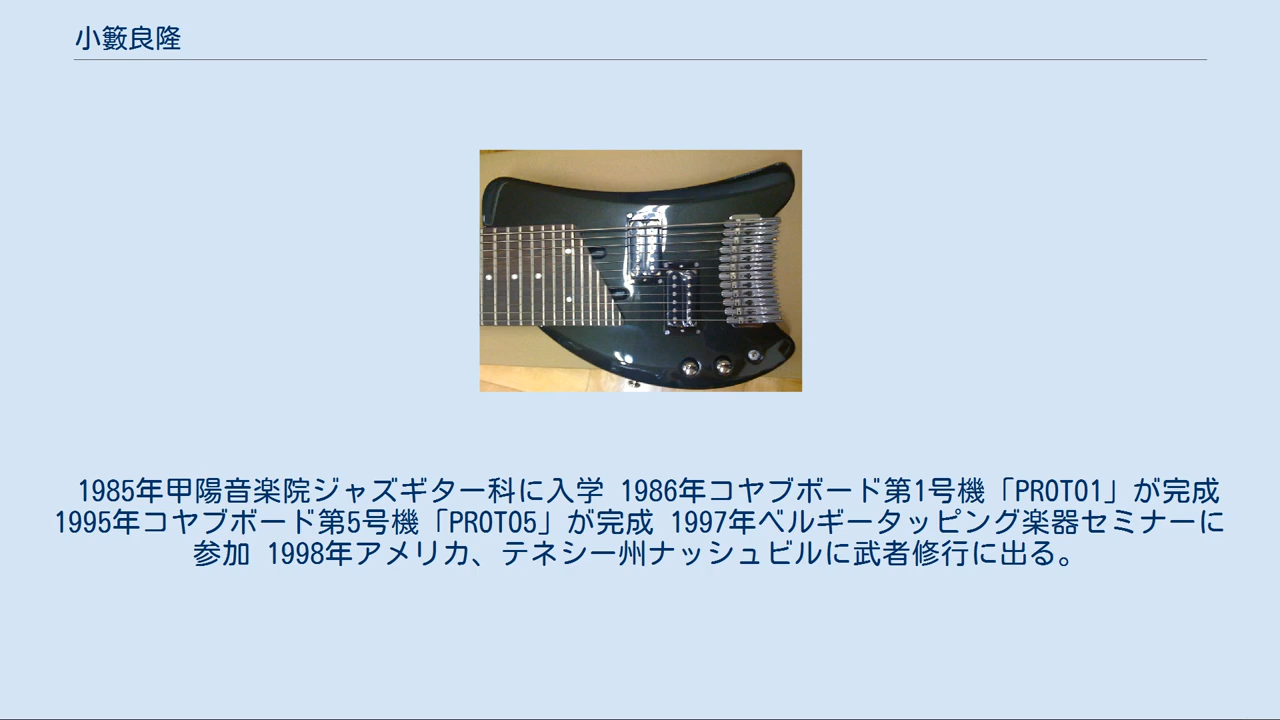 小籔良隆
1985年甲陽音楽院ジャズギター科に入学 1986年コヤブボード第1号機「PROTO1」が完成
1995年コヤブボード第5号機「PROTO5」が完成 1997年ベルギータッピング楽器セミナーに
参加 1998年アメリカ、テネシー州ナッシュビルに武者修行に出る。